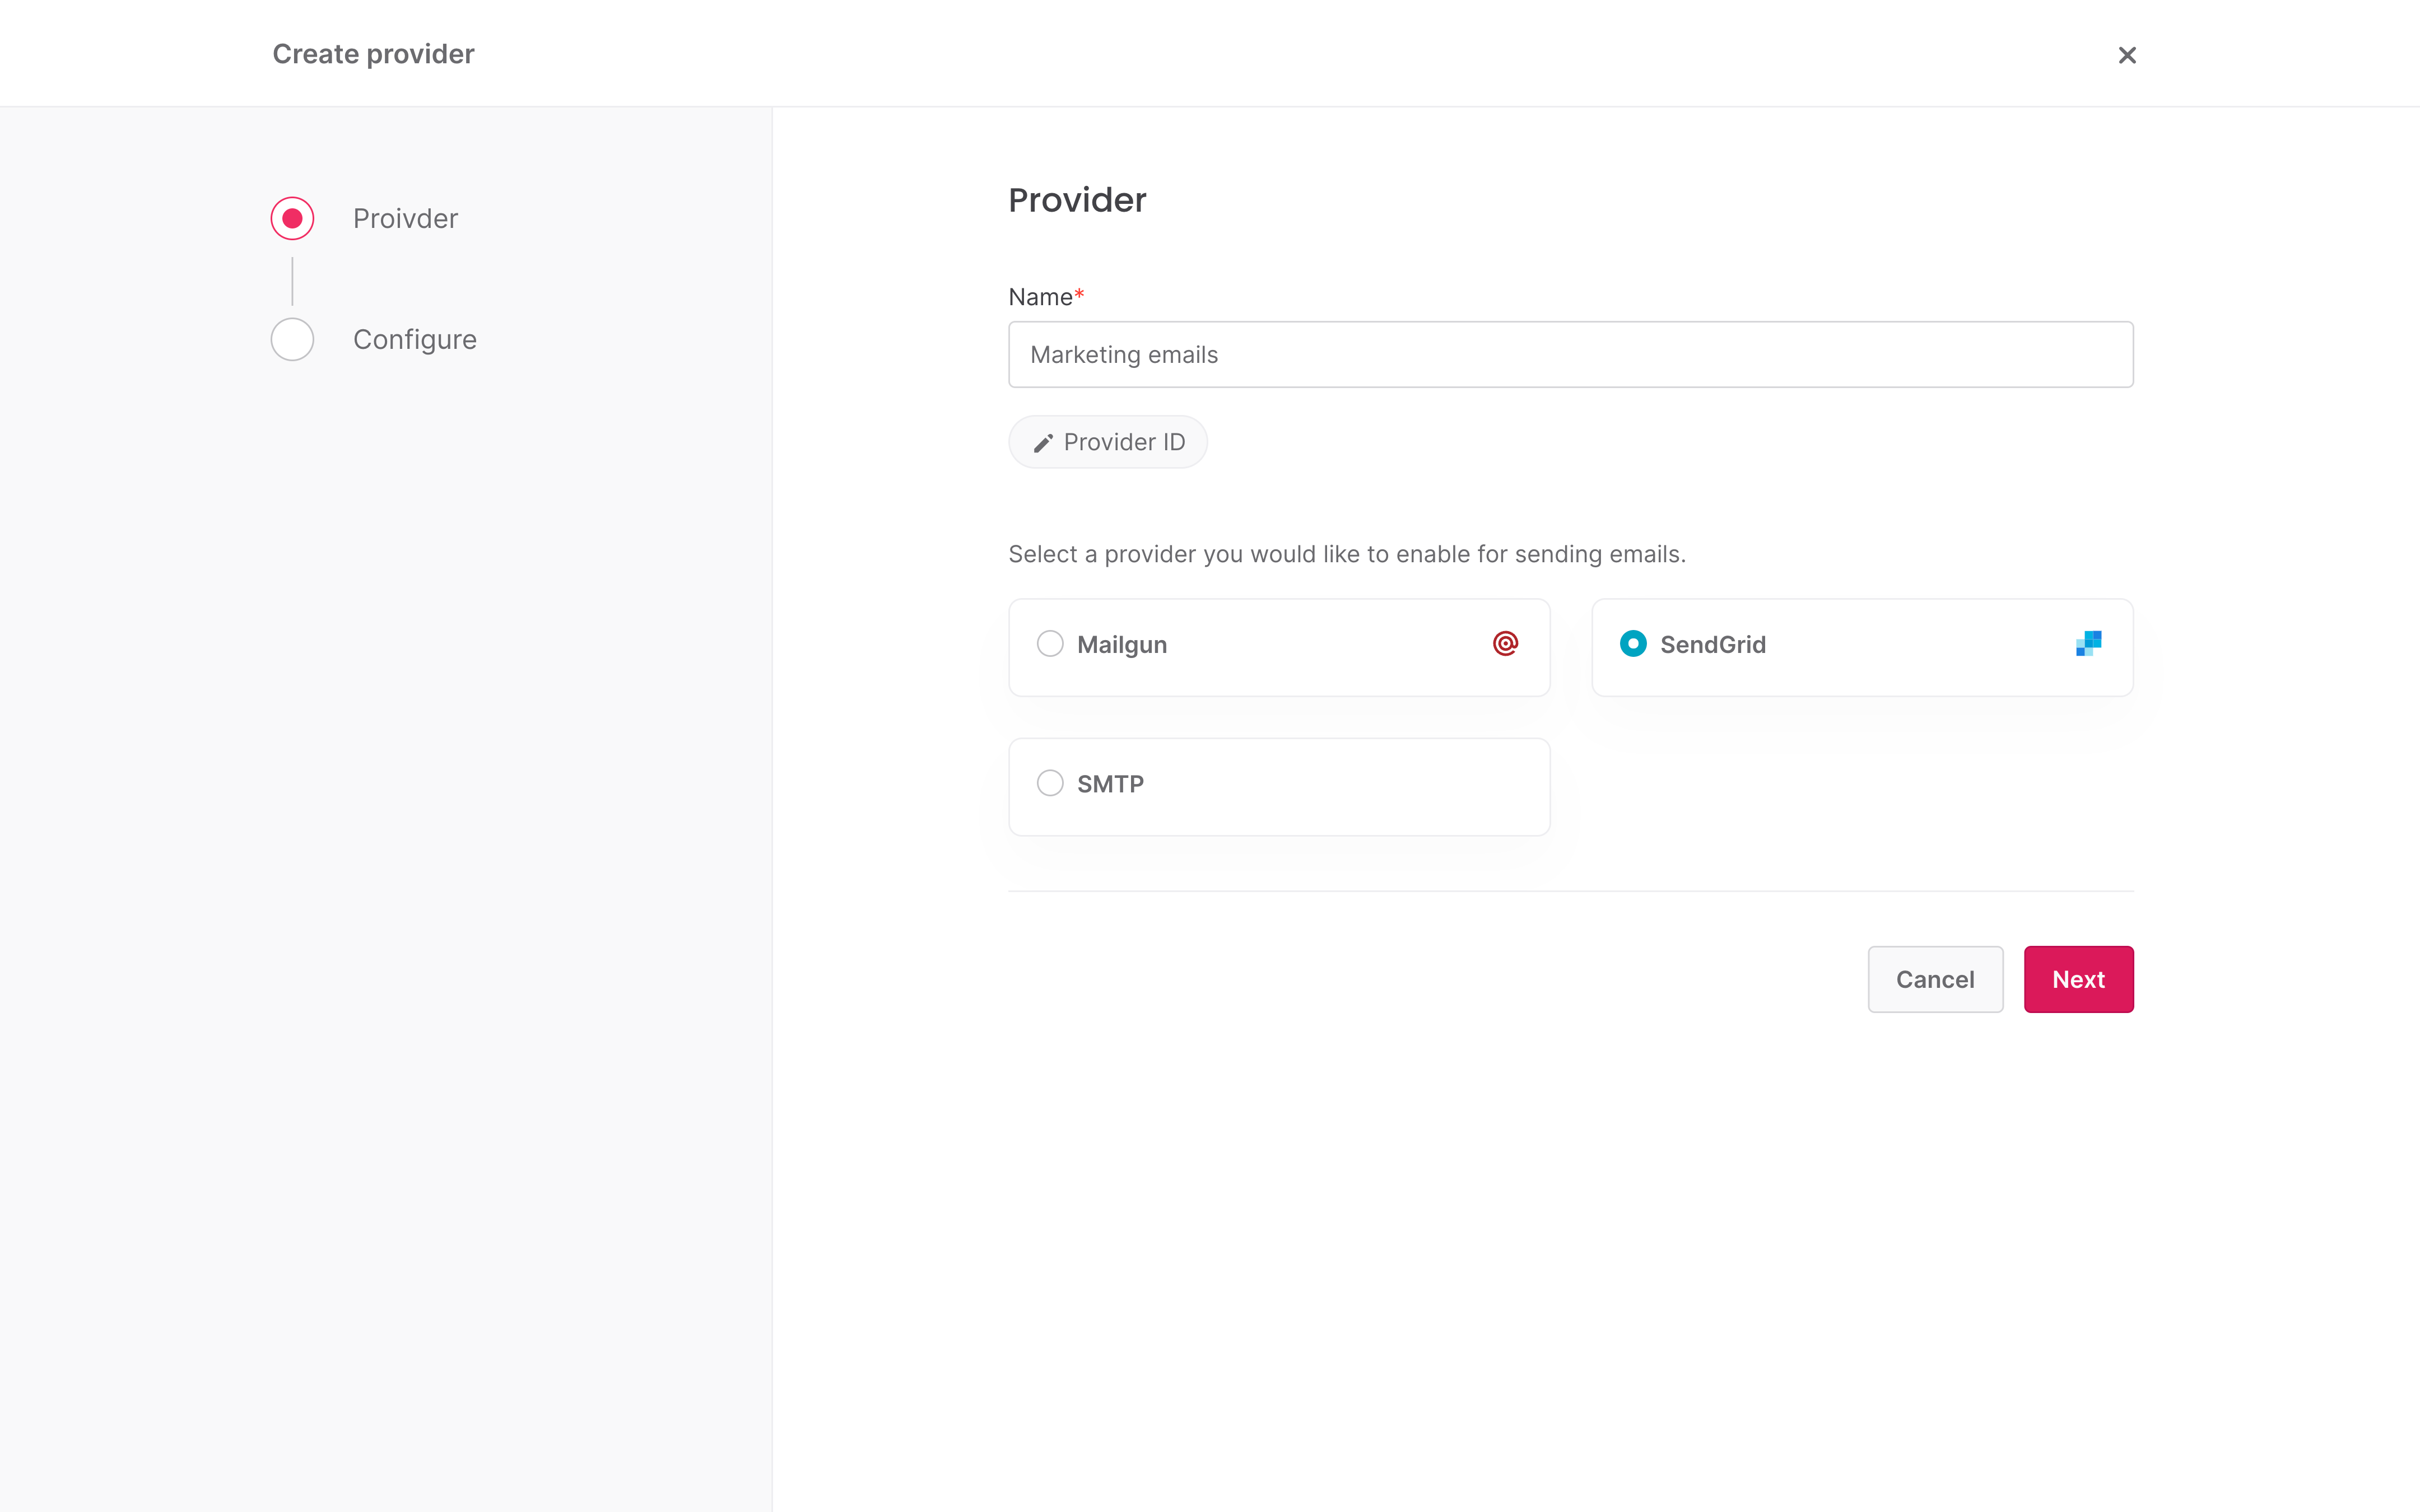 Create provider
Proivder
Configure
Provider
Name*
Marketing emails
Provider ID
Select a provider you would like to enable for sending emails.
Mailgun
SendGrid
SMTP
Cancel
Next